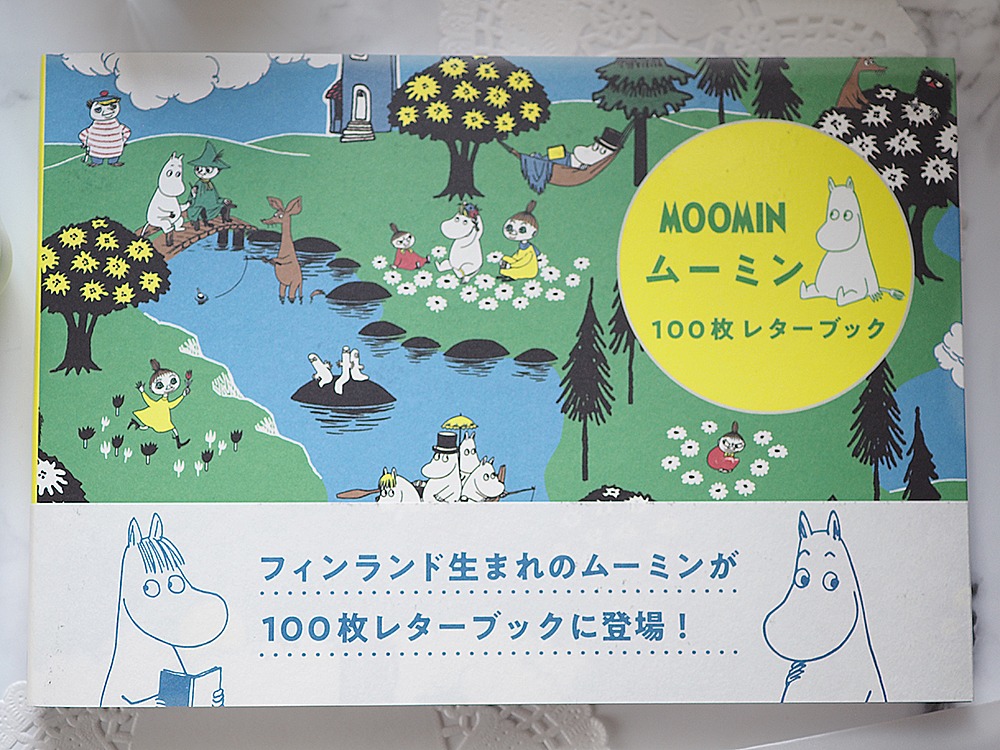 MOOMIN
ムーミン
100枚レターブック
フィンランド生まれのムーミンが
100枚レターブックに登場！